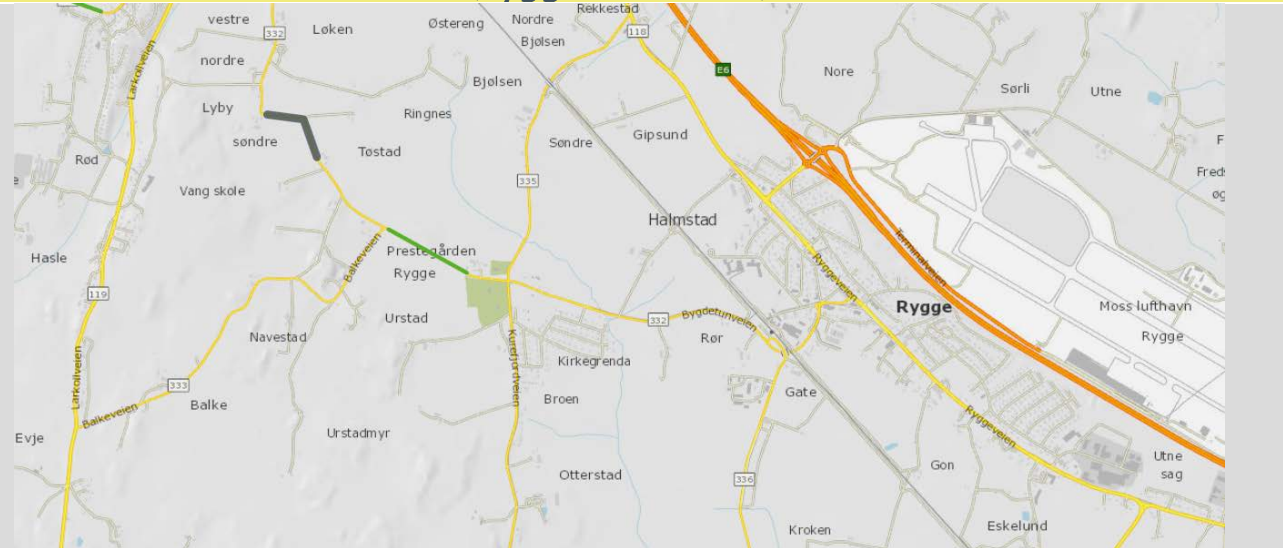 vestre
332
Løken
Østereng
Nordre
Bjølsen
Rekkestad
118
E6
Nore
Sørli
Utne
Larkollveien
nordre
Bjølsen
Lyby
Ringnes
søndre
Tøstad
Søndre
Gipsund
Rød
Vang skole
335
Halmstad
Hasle
Balkeveien
Prestegården
Rygge
Ryggeveien
Terminalveien
119
Rygge
Moss lufthavn
Rygge
Urstad
332
Bygdetunveien
Navestad
Kurefjordveien
Kirkegrenda
Rør
Larkollveien
333
Balke
Balkeveien
Broen
Gate
Ryggeveien
Evje
Urstadmyr
Utne
sag
Otterstad
336
Gon
Kroken
Eskelund